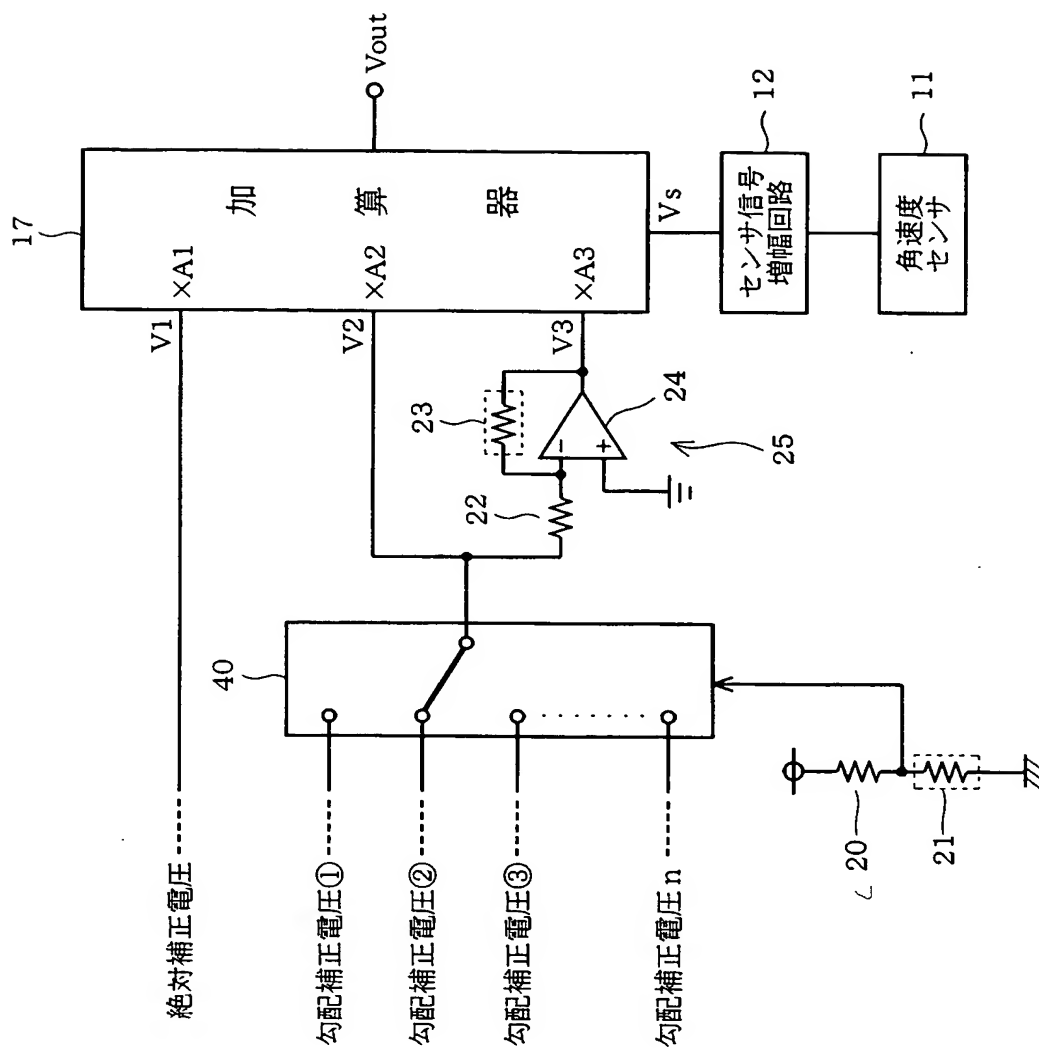 絶対補正電圧
勾配補正電圧①
勾配補正電圧②
勾配補正電圧③
勾配補正電圧n
40
20
21
V1
V2
V3
22
23
24
25
17
×A1
×A2
×A3
加算器
Vout
Vs
センサ信号
増幅回路
12
角速度
センサ
11